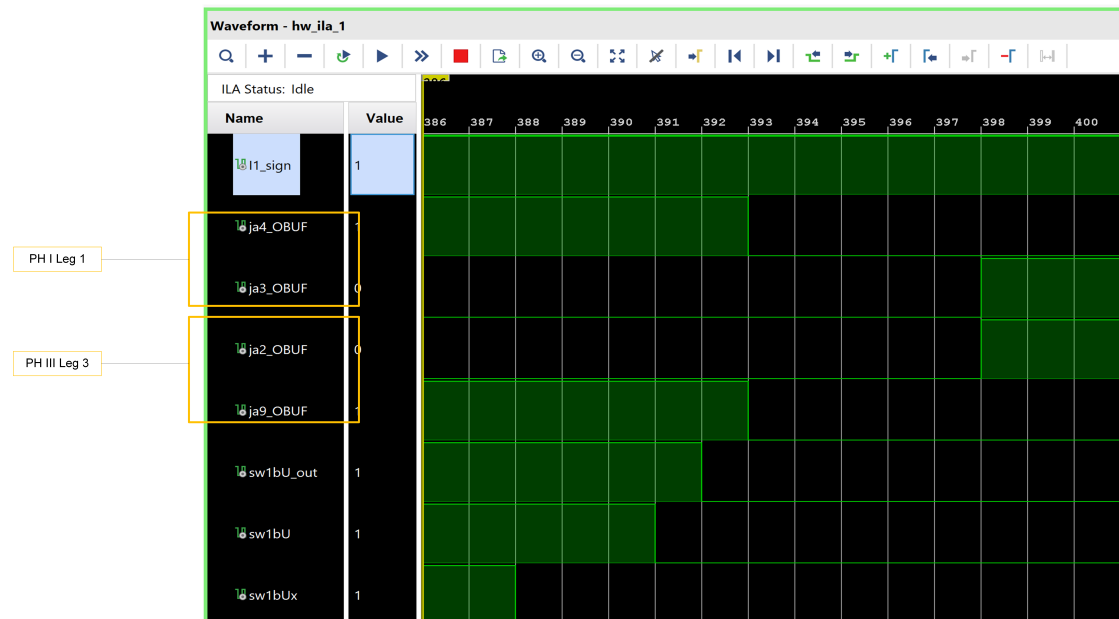 Waveform - hw_ila_1
ILA Status: Idle
Name Value
386 387 388 389 390 391 392 393 394 395 396 397 398 399 400
I1_sign 1
ja4_OBUF 1
PH I Leg 1
ja3_OBUF 0
ja2_OBUF 0
PH III Leg 3
ja9_OBUF 1
sw1bU_out 1
sw1bU 1
sw1bUx 1